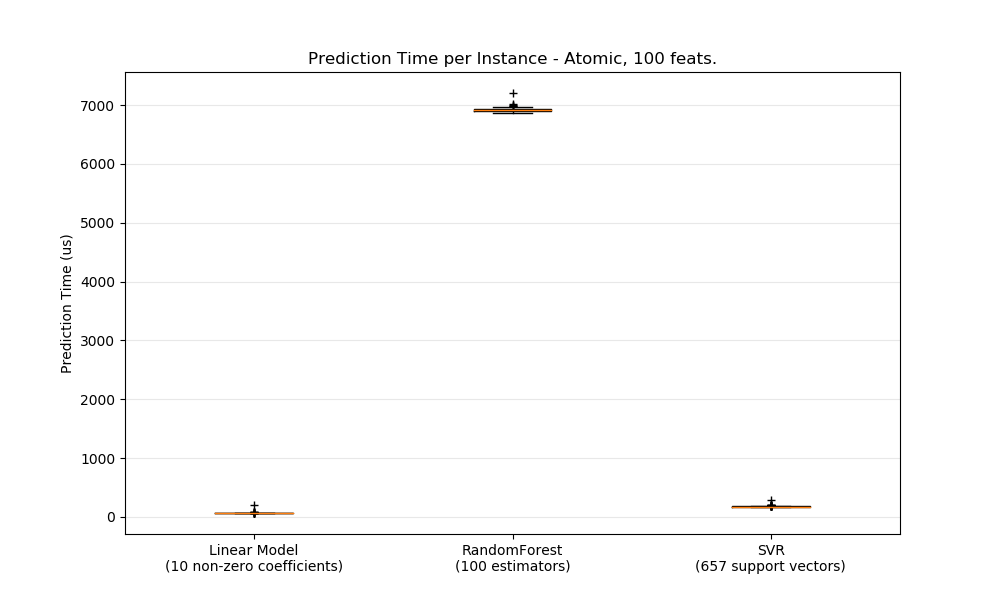 Prediction Time per Instance - Atomic, 100 feats.
Prediction Time (us)
7000
6000
5000
4000
3000
2000
1000
0
Linear Model
(10 non-zero coefficients)
RandomForest
(100 estimators)
SVR
(657 support vectors)